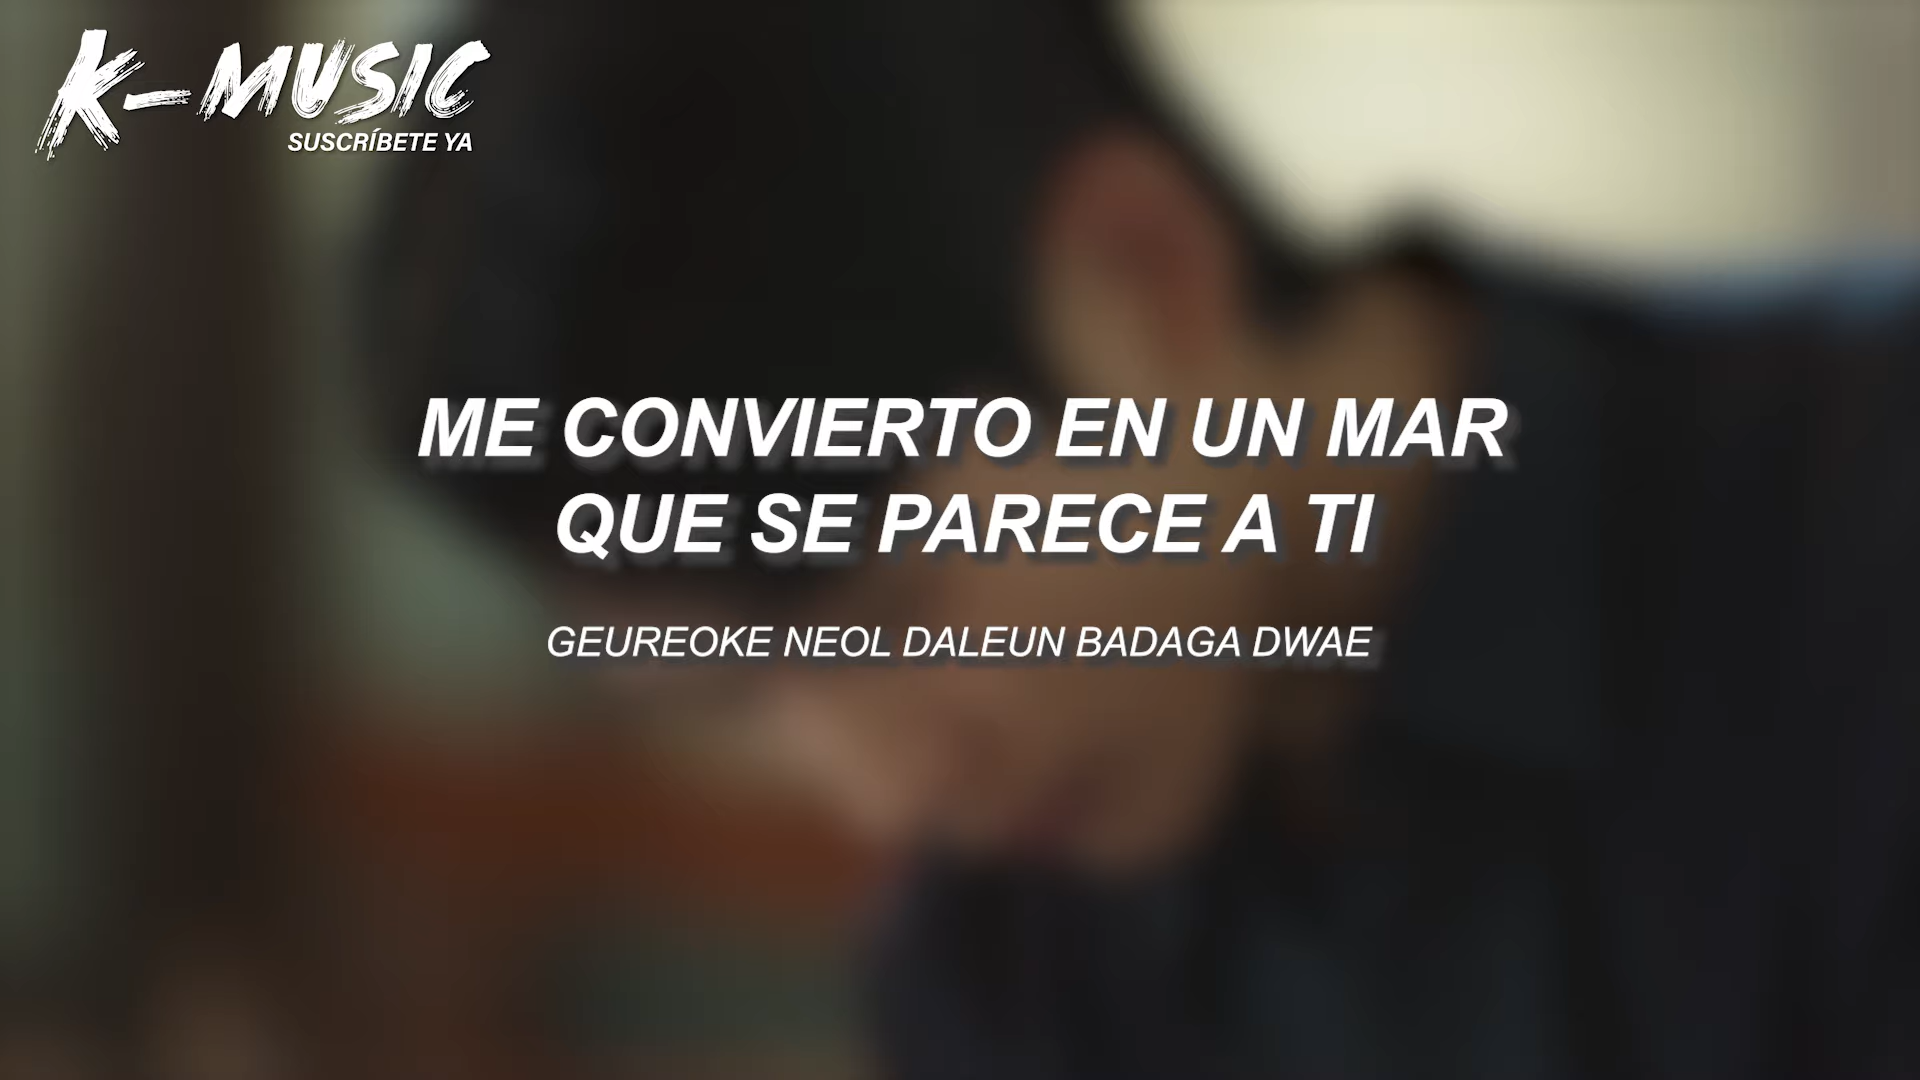 K-MUSIC
SUSCRÍBETE YA
ME CONVIERTO EN UN MAR
QUE SE PARECE A TI
GEUREOKE NEOL DALEUN BADAGA DWAE